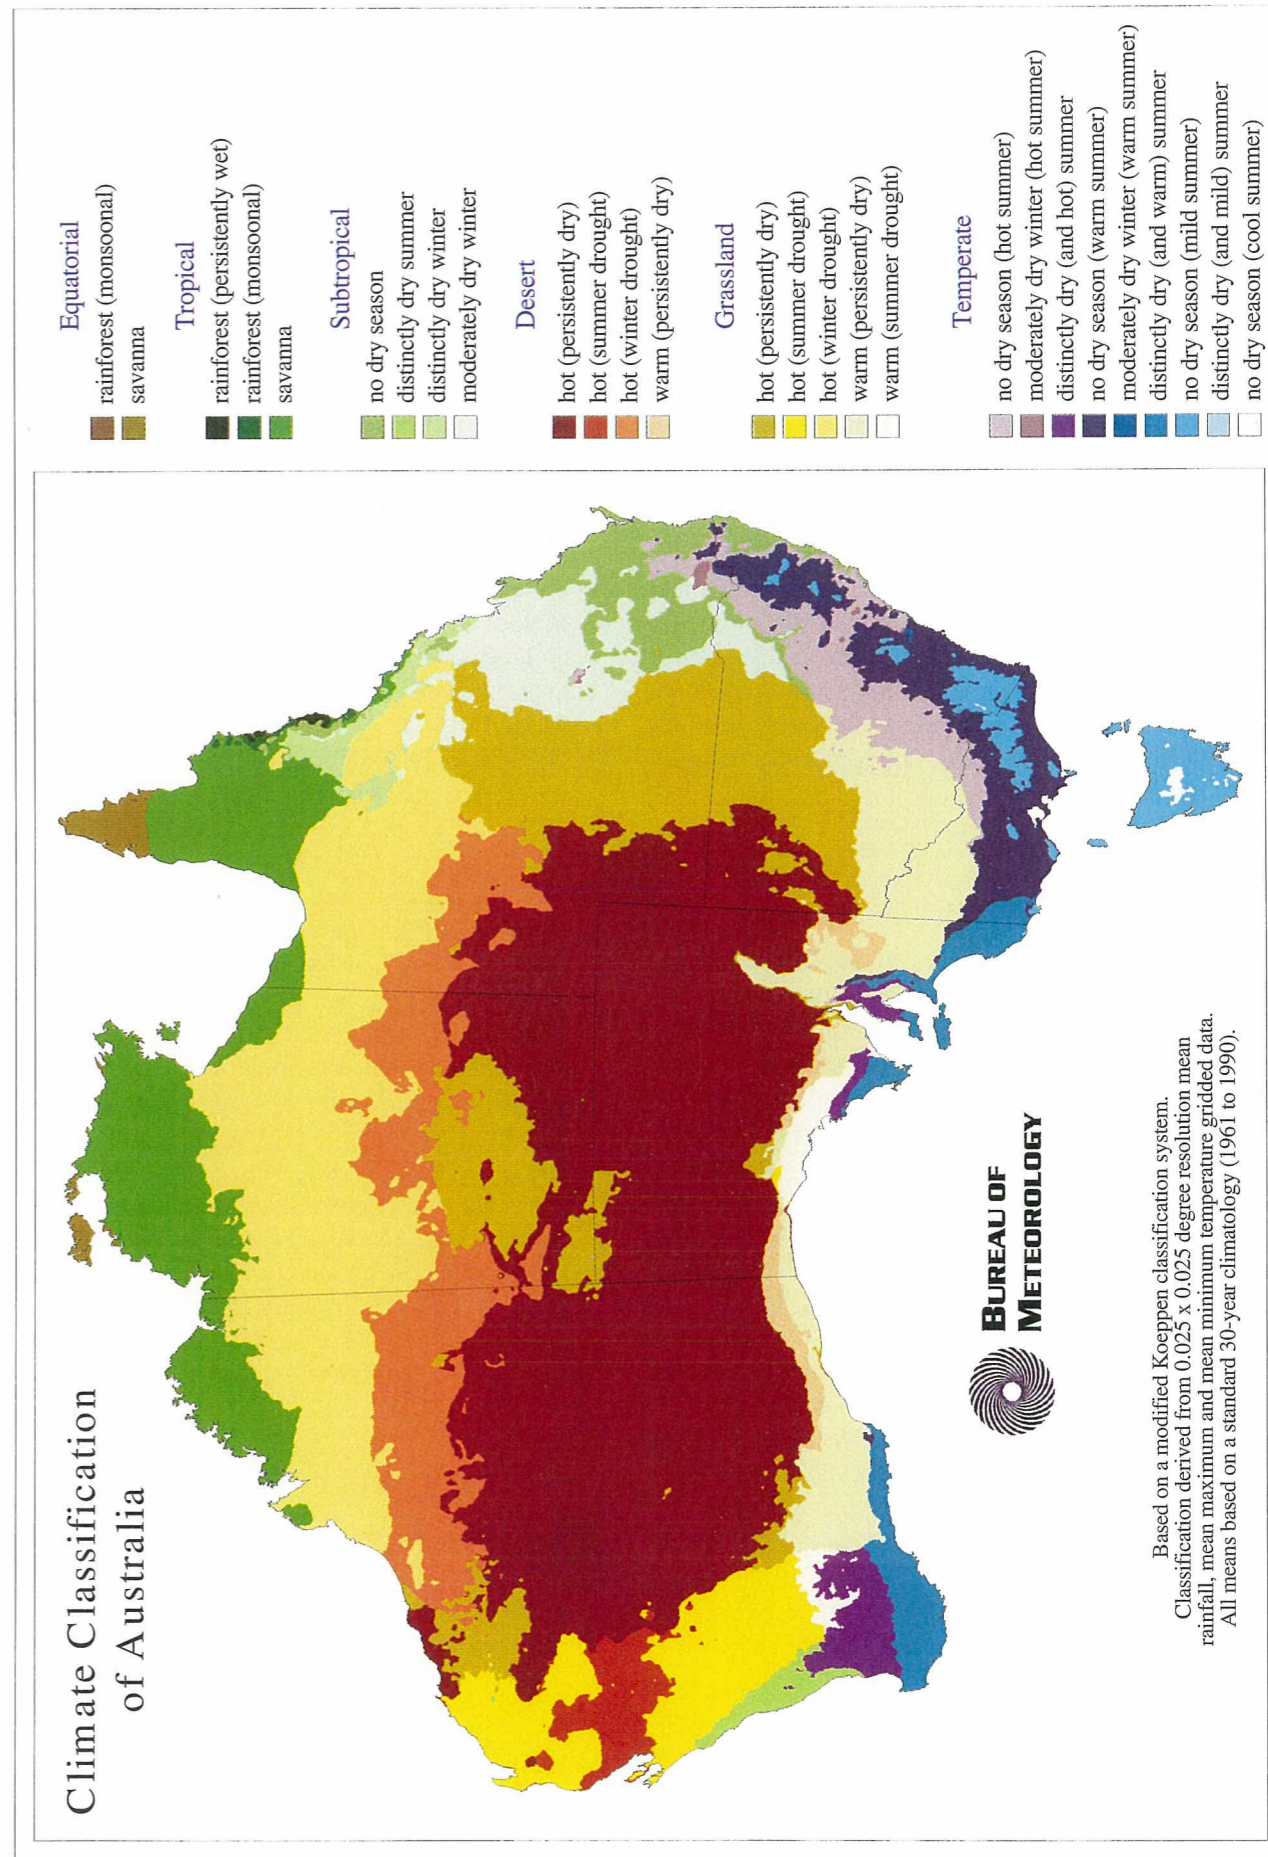 Climate Classification
of Australia
Equatorial
rainforest (monsoonal)
savanna
Tropical
rainforest (persistently wet)
rainforest (monsoonal)
savanna
Subtropical
no dry season
distinctly dry summer
distinctly dry winter
moderately dry winter
Desert
hot (persistently dry)
hot (summer drought)
hot (winter drought)
warm (persistently dry)
Grassland
hot (persistently dry)
hot (summer drought)
hot (winter drought)
warm (persistently dry)
warm (summer drought)
Temperate
no dry season (hot summer)
moderately dry winter (hot summer)
distinctly dry (and hot) summer
no dry season (warm summer)
moderately dry winter (warm summer)
distinctly dry (and warm) summer
no dry season (mild summer)
distinctly dry (and mild) summer
no dry season (cool summer)
BUREAU OF
METEOROLOGY
Based on a modified Koeppen classification system.
Classification derived from 0.025 x 0.025 degree resolution mean
rainfall, mean maximum and mean minimum temperature gridded data.
All means based on a standard 30-year climatology (1961 to 1990).